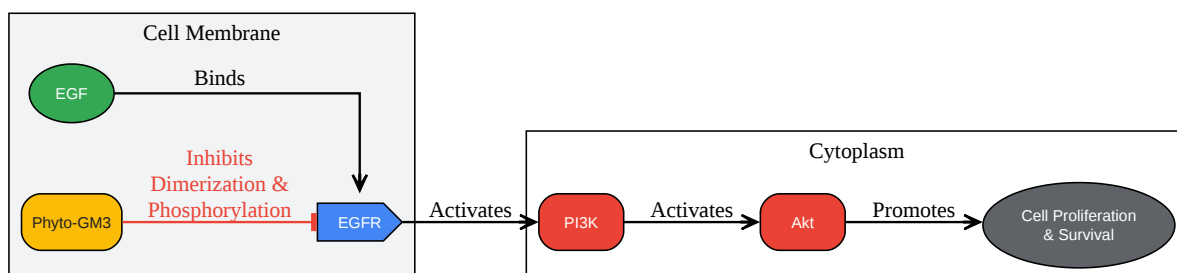 Cell Membrane
EGF
Binds
Inhibits
Dimerization &
Phosphorylation
Phyto-GM3
EGFR
Activates
Cytoplasm
PI3K
Activates
Akt
Promotes
Cell Proliferation
& Survival